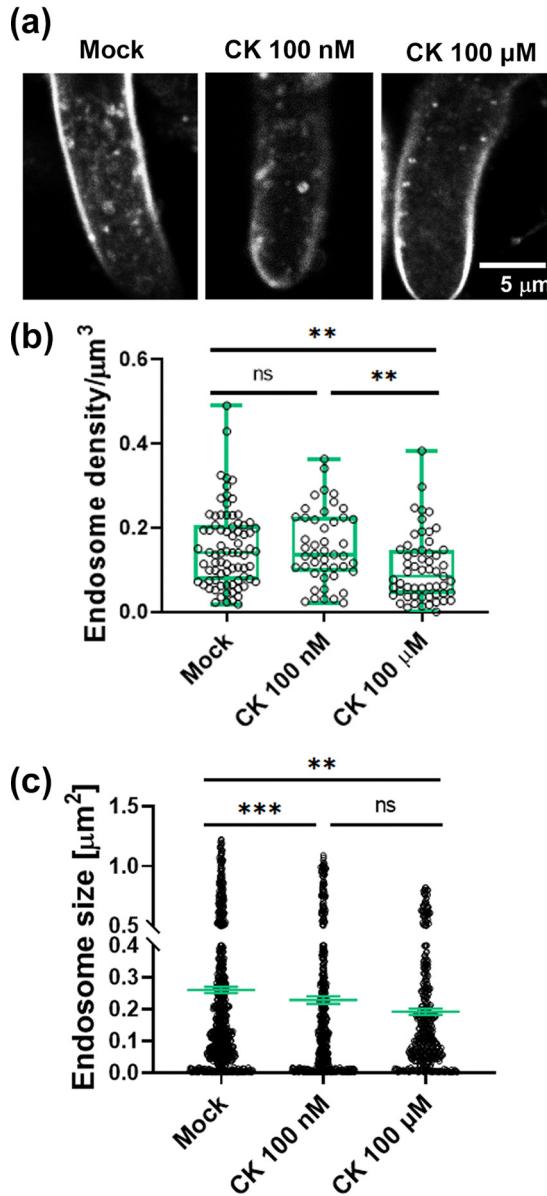 (a)
Mock CK 100 nM CK 100 µM
5 µm
(b)
Endosome density/µm³
0.6
0.4
0.2
0.0
**
ns **
Mock CK 100 nM CK 100 µM
(c)
Endosome size [µm²]
1.5
1.0
0.5
0.4
0.3
0.2
0.1
0.0
**
*** ns
Mock CK 100 nM CK 100 µM